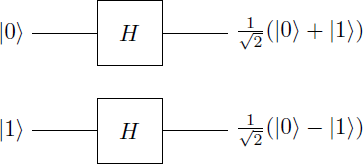 |0⟩ H 1/√2(|0⟩ + |1⟩)
|1⟩ H 1/√2(|0⟩ − |1⟩)